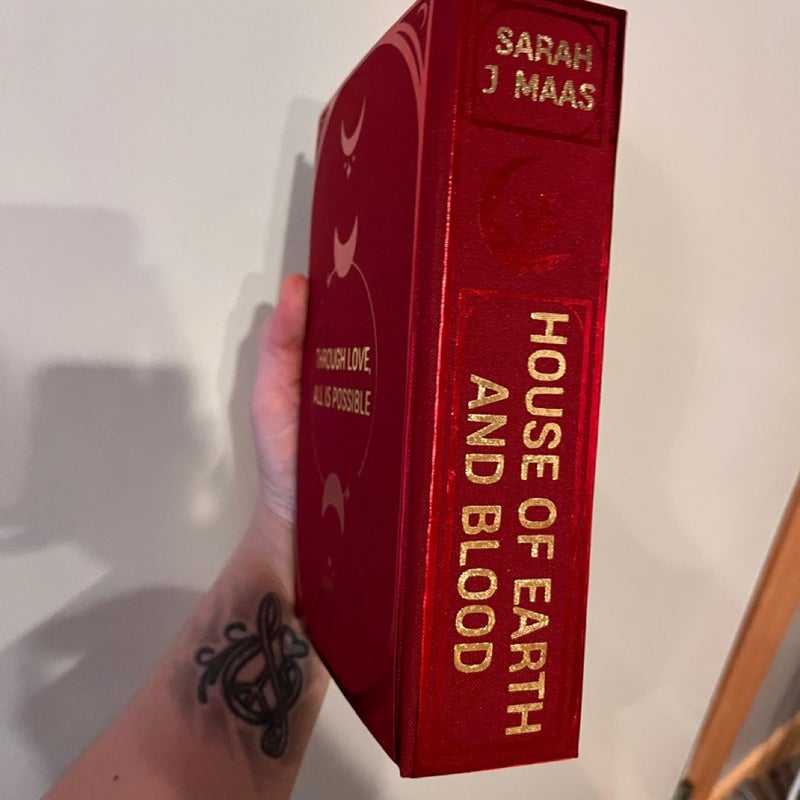 SARAH
J MAAS
HOUSE OF EARTH
AND BLOOD
THROUGH LOVE,
ALL IS POSSIBLE